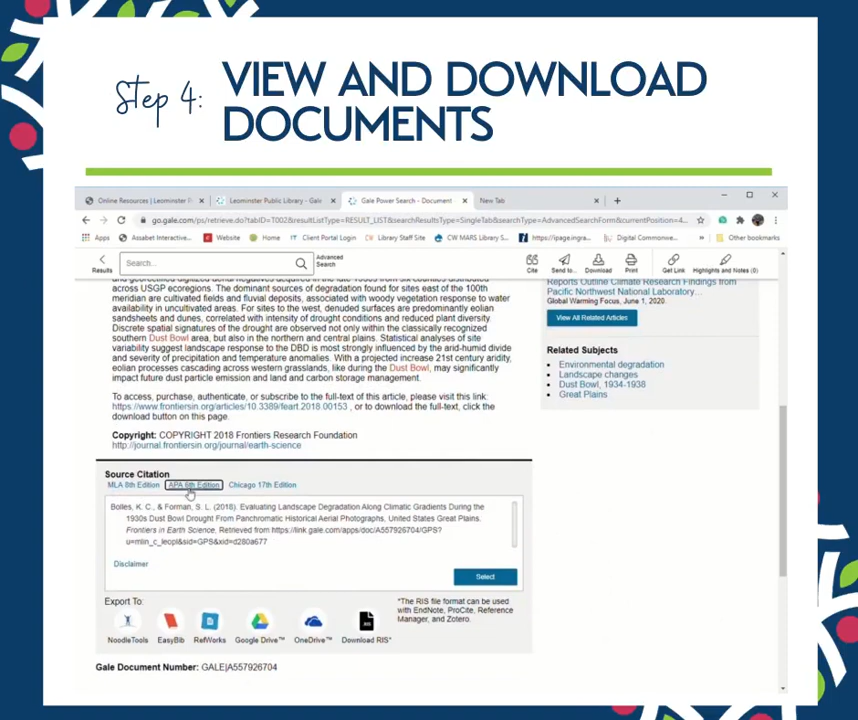 Step 4: VIEW AND DOWNLOAD
DOCUMENTS
Online Resources | Leominster P
Leominster Public Library - Gale
Gale Power Search - Document
New Tab
go.gale.com/ps/retrieve.do?tabID=T002&resultListType=RESULT_LIST&searchResultsType=SingleTab&searchType=AdvancedSearchForm&currentPosition=4...
Apps Assabet Interactive... Website Home Client Portal Login Library Staff Site CW MARS Library S... https://ipage.ingra... Digital Commonwe... » Other bookmarks
Results Search... Advanced
Search
Cite Send to... Download Print Get Link Highlights and Notes (0)
across USGP ecoregions. The dominant sources of degradation found for sites east of the 100th
meridian are cultivated fields and fluvial deposits, associated with woody vegetation response to water
availability in uncultivated areas. For sites to the west, denuded surfaces are predominantly eolian
sandsheets and dunes, correlated with intensity of drought conditions and reduced plant diversity.
Discrete spatial signatures of the drought are observed not only within the classically recognized
southern Dust Bowl area, but also in the northern and central plains. Statistical analyses of site
variability suggest landscape response to the DBD is most strongly influenced by the arid-humid divide
and severity of precipitation and temperature anomalies. With a projected increase 21st century aridity,
eolian processes cascading across western grasslands, like during the Dust Bowl, may significantly
impact future dust particle emission and land and carbon storage management.
To access, purchase, authenticate, or subscribe to the full-text of this article, please visit this link:
https://www.frontiersin.org/articles/10.3389/feart.2018.00153 , or to download the full-text, click the
download button on this page.
Copyright: COPYRIGHT 2018 Frontiers Research Foundation
http://journal.frontiersin.org/journal/earth-science
Reports Outline Climate Research Findings from
Pacific Northwest National Laboratory...
Global Warming Focus, June 1, 2020.
View All Related Articles
Related Subjects
Environmental degradation
Landscape changes
Dust Bowl, 1934-1938
Great Plains
Source Citation
MLA 8th Edition APA 6th Edition Chicago 17th Edition
Bolles, K. C., & Forman, S. L. (2018). Evaluating Landscape Degradation Along Climatic Gradients During the
1930s Dust Bowl Drought From Panchromatic Historical Aerial Photographs, United States Great Plains.
Frontiers in Earth Science, Retrieved from https://link.gale.com/apps/doc/A557926704/GPS?
u=mlin_c_leopl&sid=GPS&xid=d280a677
Disclaimer
Select
Export To:
NoodleTools EasyBib RefWorks Google Drive™ OneDrive™ Download RIS*
*The RIS file format can be used
with EndNote, ProCite, Reference
Manager, and Zotero.
Gale Document Number: GALE|A557926704